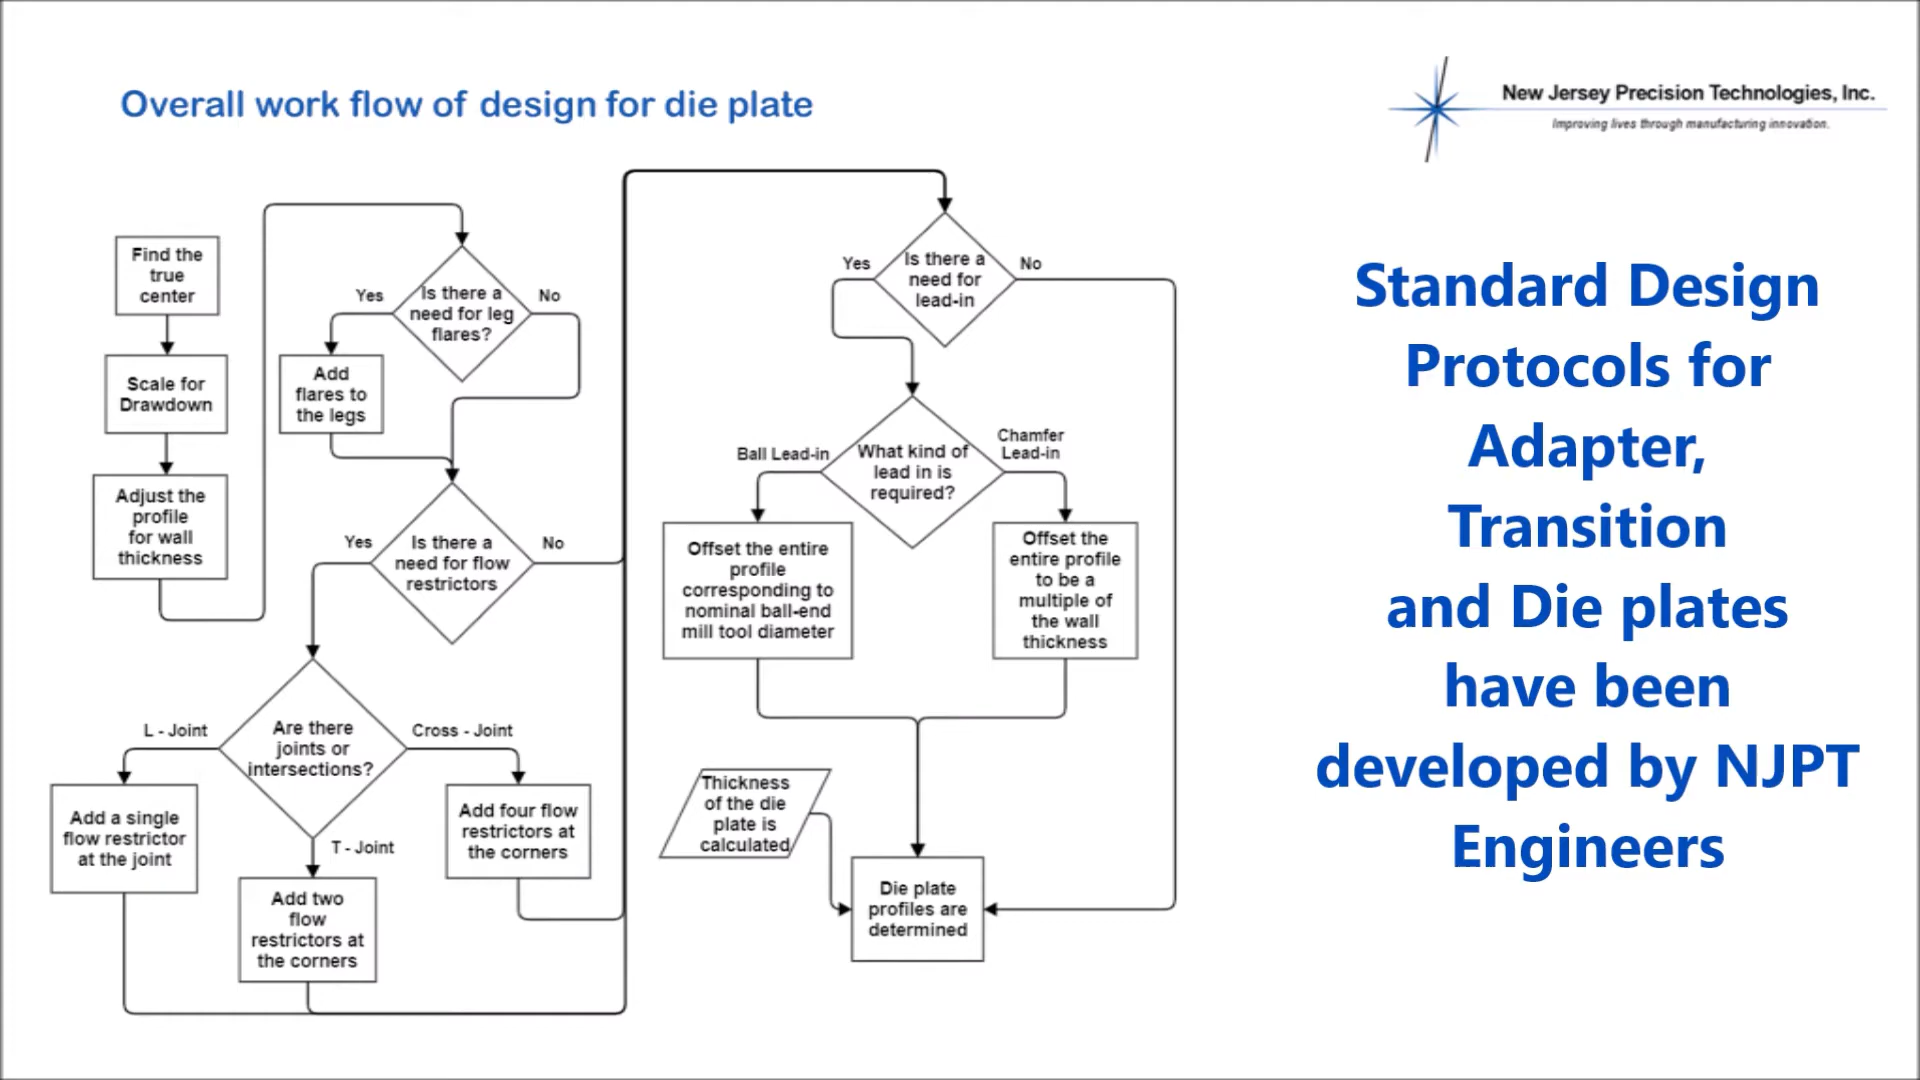 Overall work flow of design for die plate
New Jersey Precision Technologies, Inc.
Improving lives through manufacturing innovation.
Find the
true
center
Scale for
Drawdown
Adjust the
profile
for wall
thickness
Is there a
need for leg
flares?
Yes
No
Add
flares to
the legs
Is there a
need for flow
restrictors
Yes
No
Are there
joints or
intersections?
L - Joint
Cross - Joint
T - Joint
Add a single
flow restrictor
at the joint
Add two
flow
restrictors at
the corners
Add four flow
restrictors at
the corners
Is there a
need for
lead-in
Yes
No
What kind of
lead in is
required?
Ball Lead-in
Chamfer
Lead-in
Offset the entire
profile
corresponding to
nominal ball-end
mill tool diameter
Offset the
entire profile
to be a
multiple of
the wall
thickness
Thickness
of the die
plate is
calculated
Die plate
profiles are
determined
Standard Design
Protocols for
Adapter,
Transition
and Die plates
have been
developed by NJPT
Engineers